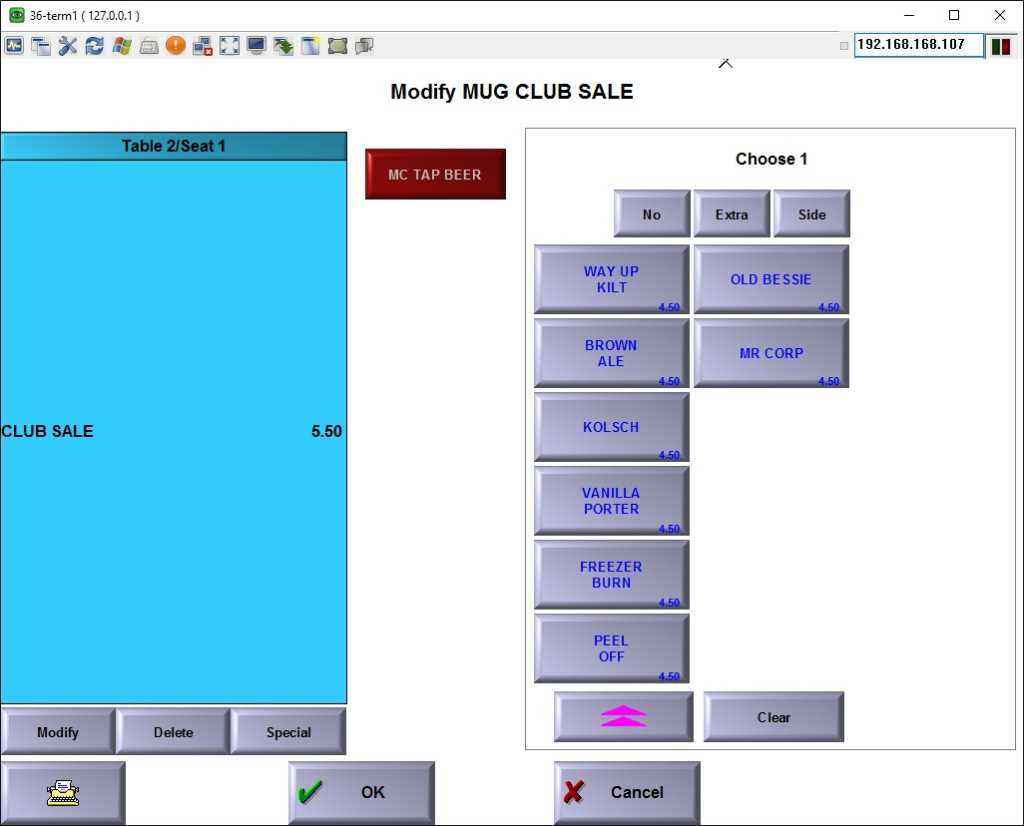 36-term1 ( 127.0.0.1 )
192.168.168.107
Modify MUG CLUB SALE
Table 2/Seat 1
CLUB SALE 5.50
MC TAP BEER
Choose 1
No Extra Side
WAY UP
KILT
4.50
OLD BESSIE
4.50
BROWN
ALE
4.50
MR CORP
4.50
KOLSCH
4.50
VANILLA
PORTER
4.50
FREEZER
BURN
4.50
PEEL
OFF
4.50
Clear
Modify Delete Special
OK Cancel